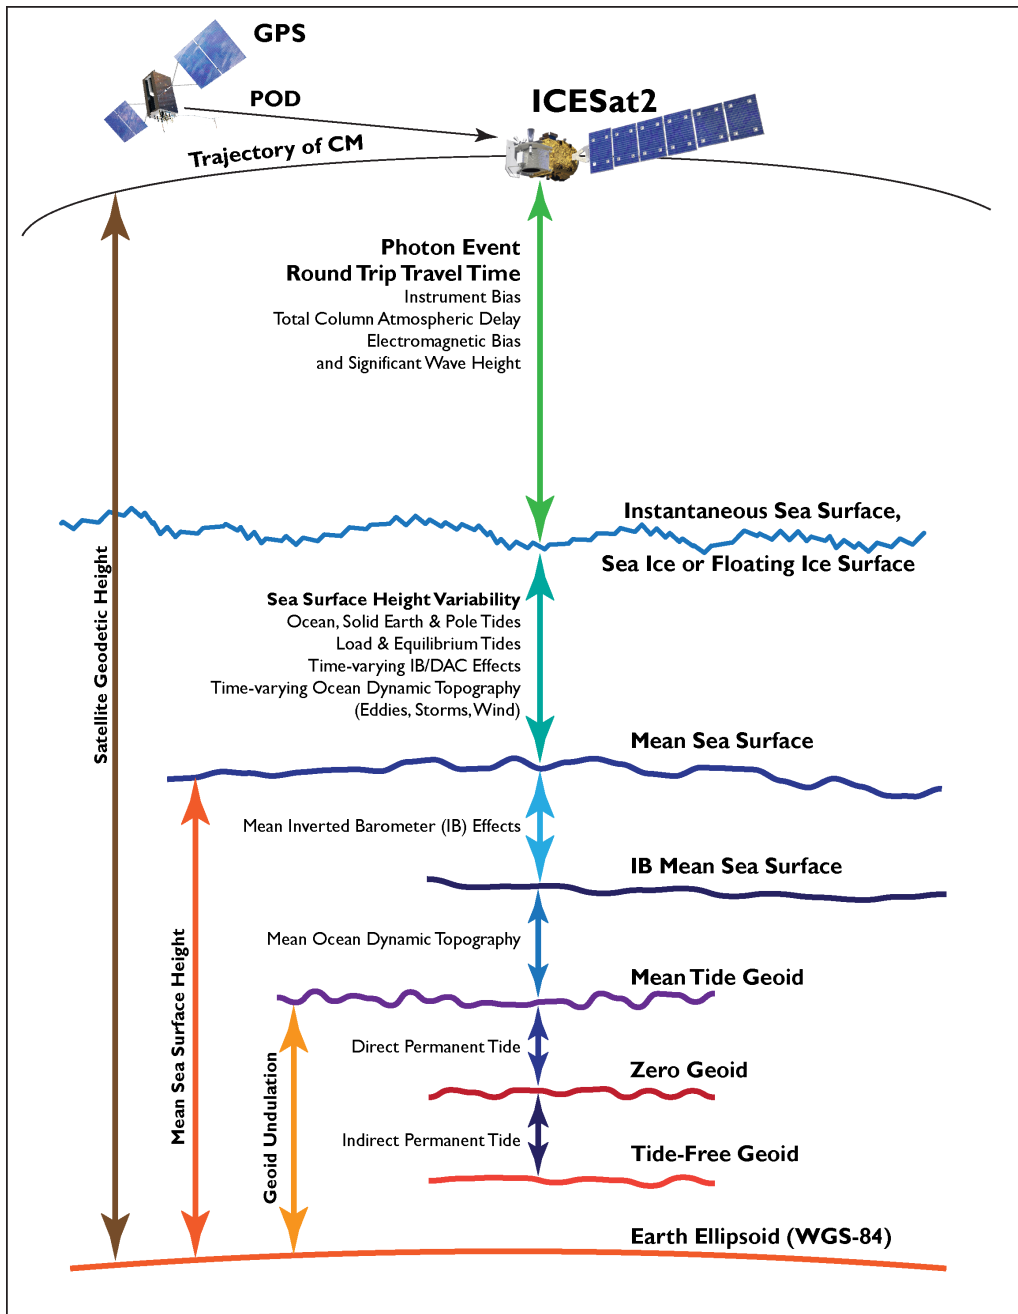 GPS
POD
ICESat2
Trajectory of CM
Photon Event
Round Trip Travel Time
Instrument Bias
Total Column Atmospheric Delay
Electromagnetic Bias
and Significant Wave Height
Instantaneous Sea Surface,
Sea Ice or Floating Ice Surface
Satellite Geodetic Height
Sea Surface Height Variability
Ocean, Solid Earth & Pole Tides
Load & Equilibrium Tides
Time-varying IB/DAC Effects
Time-varying Ocean Dynamic Topography
(Eddies, Storms, Wind)
Mean Sea Surface
Mean Inverted Barometer (IB) Effects
IB Mean Sea Surface
Mean Sea Surface Height
Mean Ocean Dynamic Topography
Mean Tide Geoid
Geoid Undulation
Direct Permanent Tide
Zero Geoid
Indirect Permanent Tide
Tide-Free Geoid
Earth Ellipsoid (WGS-84)